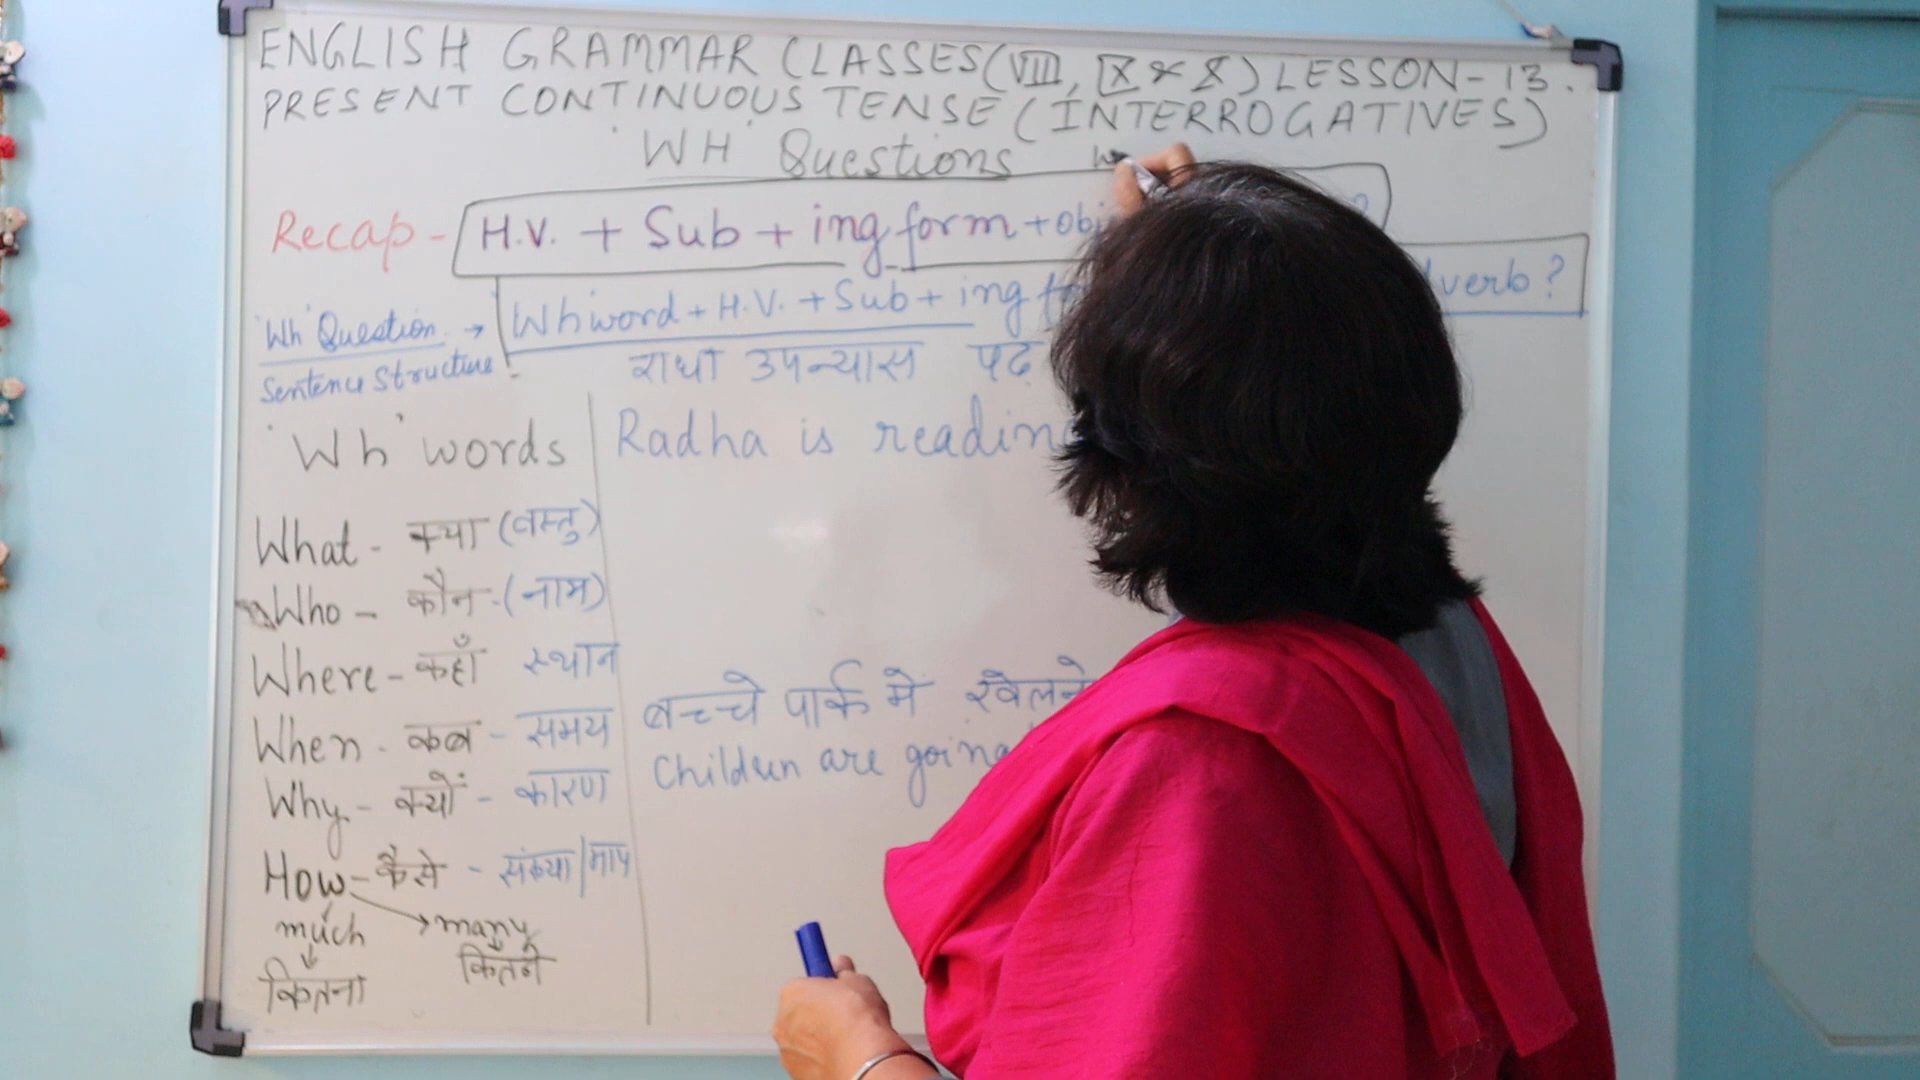 ENGLISH GRAMMAR CLASSES (VIII, IX & X) LESSON-13.
PRESENT CONTINUOUS TENSE (INTERROGATIVES)
'WH' Questions
Recap - H.V. + Sub + ing form + obj
'Wh' Question → Wh word + H.V. + Sub + ing verb ?
Sentence Structure
राधा उपन्यास पढ़
'Wh' words
Radha is reading
What - क्या (वस्तु)
Who - कौन - (नाम)
Where - कहाँ स्थान
बच्चे पार्क में खेलने
When - कब - समय
Children are going
Why - क्यों - कारण
How - कैसे - संख्या/माप
much → many
कितना कितने